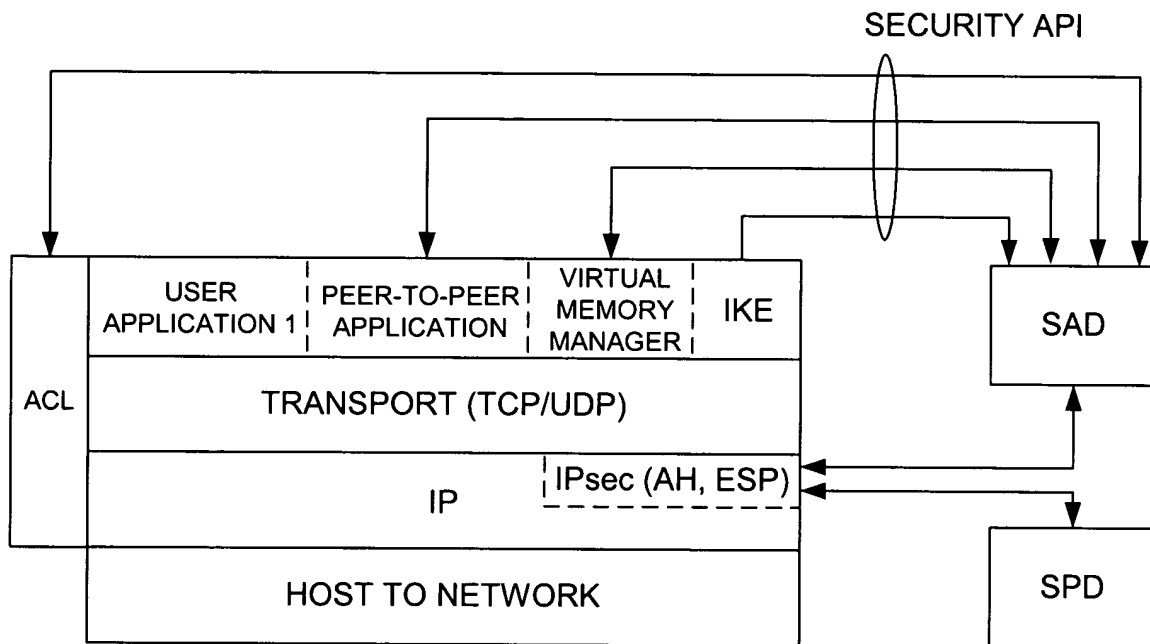 SECURITY API
USER
APPLICATION 1
PEER-TO-PEER
APPLICATION
VIRTUAL
MEMORY
MANAGER
IKE
SAD
ACL
TRANSPORT (TCP/UDP)
IPsec (AH, ESP)
IP
HOST TO NETWORK
SPD